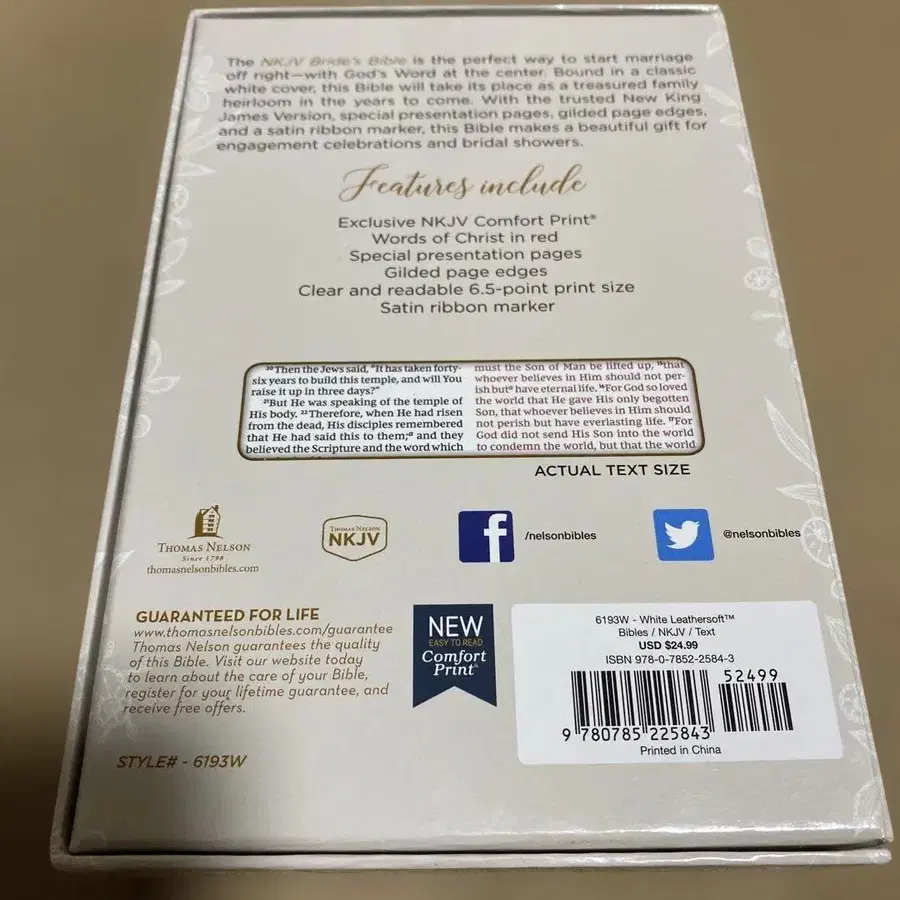 The NKJV Bride's Bible is the perfect way to start marriage
off right—with God's Word at the center. Bound in a classic
white cover, this Bible will take its place as a treasured family
heirloom in the years to come. With the trusted New King
James Version, special presentation pages, gilded page edges,
and a satin ribbon marker, this Bible makes a beautiful gift for
engagement celebrations and bridal showers.
Features include
Exclusive NKJV Comfort Print®
Words of Christ in red
Special presentation pages
Gilded page edges
Clear and readable 6.5-point print size
Satin ribbon marker
20Then the Jews said, "It has taken forty-
six years to build this temple, and will You
raise it up in three days?"
21But He was speaking of the temple of
His body. 22Therefore, when He had risen
from the dead, His disciples remembered
that He had said this to them;a and they
believed the Scripture and the word which
must the Son of Man be lifted up, 15that
whoever believes in Him should not per-
ish buta have eternal life. 16For God so loved
the world that He gave His only begotten
Son, that whoever believes in Him should
not perish but have everlasting life. 17For
God did not send His Son into the world
to condemn the world, but that the world
ACTUAL TEXT SIZE
THOMAS NELSON
Since 1798
thomasnelsonbibles.com
THOMAS NELSON
NKJV
f
/nelsonbibles
@nelsonbibles
GUARANTEED FOR LIFE
www.thomasnelsonbibles.com/guarantee
Thomas Nelson guarantees the quality
of this Bible. Visit our website today
to learn about the care of your Bible,
register for your lifetime guarantee, and
receive free offers.
STYLE# - 6193W
NEW
EASY TO READ
Comfort
Print®
6193W - White Leathersoft™
Bibles / NKJV / Text
USD $24.99
ISBN 978-0-7852-2584-3
52499
9 780785 225843
Printed in China